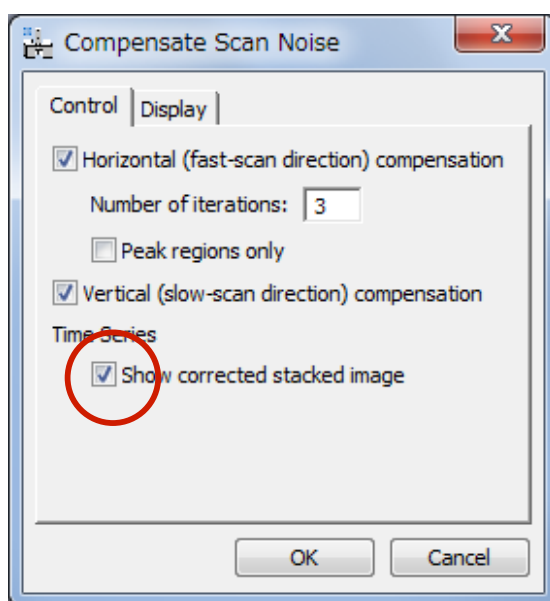 Compensate Scan Noise
Control Display
Horizontal (fast-scan direction) compensation
Number of iterations: 3
Peak regions only
Vertical (slow-scan direction) compensation
Time Series
Show corrected stacked image
OK Cancel